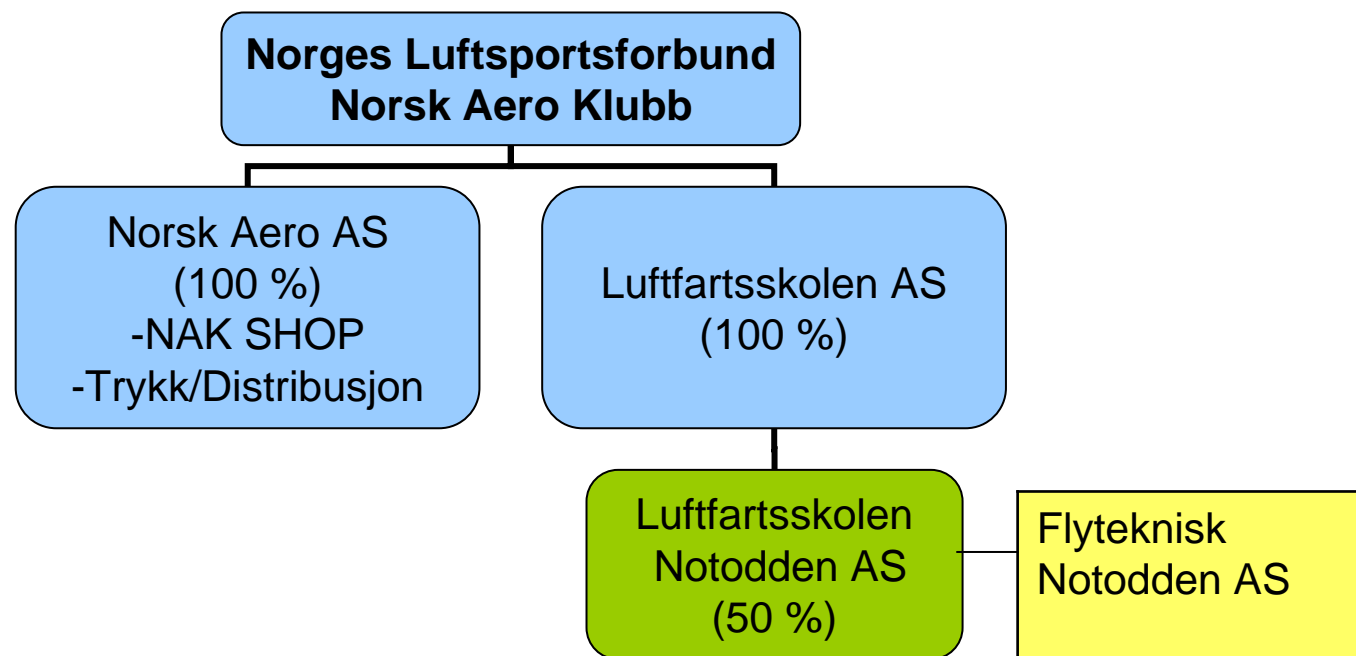 Norges Luftsportsforbund
Norsk Aero Klubb
Norsk Aero AS
(100 %)
-NAK SHOP
-Trykk/Distribusjon
Luftfartsskolen AS
(100 %)
Luftfartsskolen
Notodden AS
(50 %)
Flyteknisk
Notodden AS